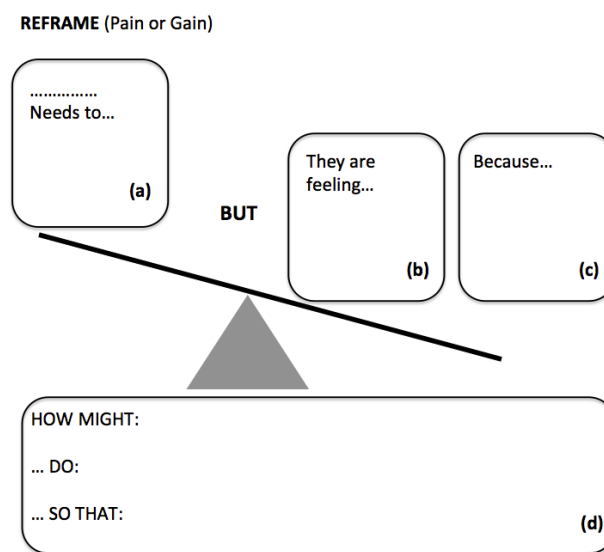 REFRAME (Pain or Gain)
……………
Needs to…
(a)
BUT
They are
feeling…
(b)
Because…
(c)
HOW MIGHT:
… DO:
… SO THAT:
(d)